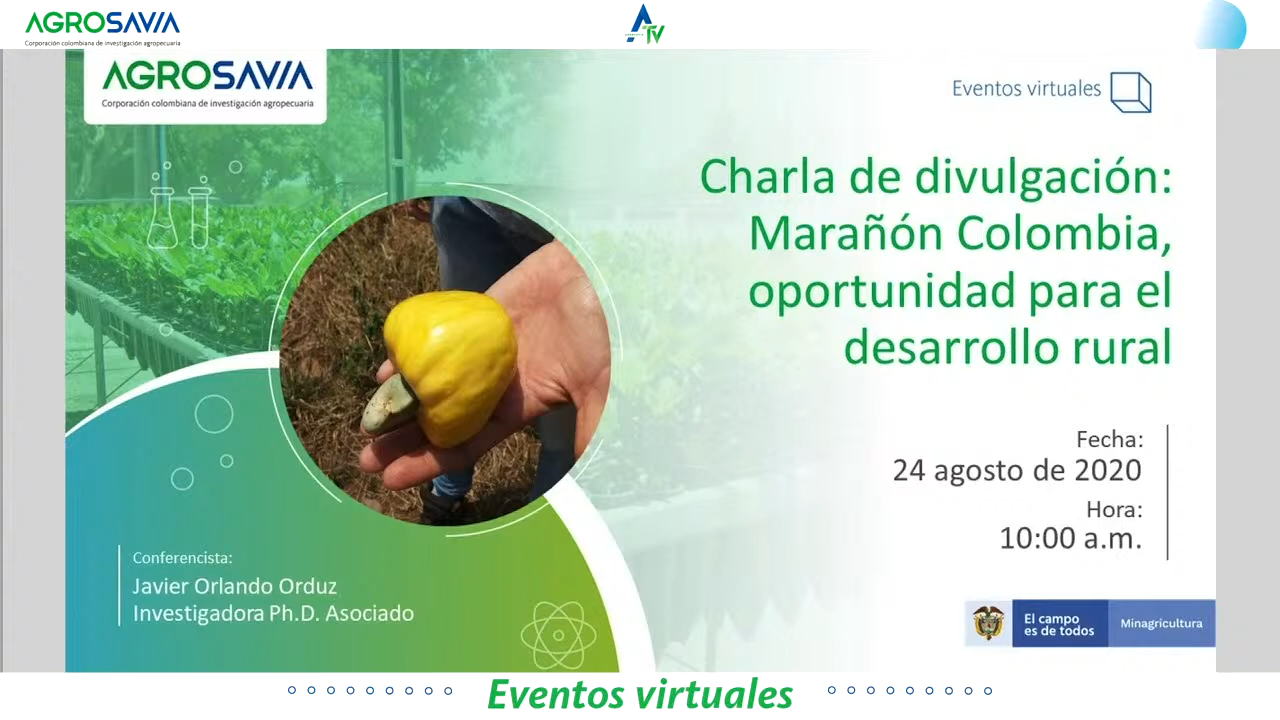 AGROSAVIA
Corporación colombiana de investigación agropecuaria
ATV
AGROSAVIA
Corporación colombiana de investigación agropecuaria
Eventos virtuales
Charla de divulgación:
Marañón Colombia,
oportunidad para el
desarrollo rural
Fecha:
24 agosto de 2020
Hora:
10:00 a.m.
Conferencista:
Javier Orlando Orduz
Investigadora Ph.D. Asociado
El campo
es de todos
Minagricultura
Eventos virtuales